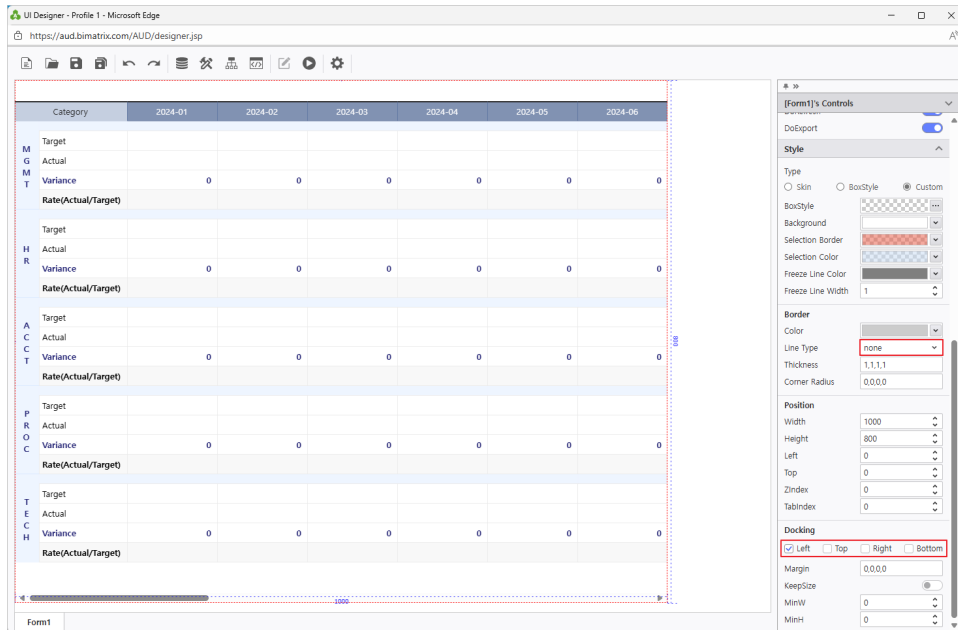 UI Designer - Profile 1 - Microsoft Edge
https://aud.bimatrix.com/AUD/designer.jsp
Category 2024-01 2024-02 2024-03 2024-04 2024-05 2024-06
MGMT
Target
Actual
Variance 0 0 0 0 0 0
Rate(Actual/Target)
HR
Target
Actual
Variance 0 0 0 0 0 0
Rate(Actual/Target)
ACCT
Target
Actual
Variance 0 0 0 0 0 0
Rate(Actual/Target)
PROC
Target
Actual
Variance 0 0 0 0 0 0
Rate(Actual/Target)
TECH
Target
Actual
Variance 0 0 0 0 0 0
Rate(Actual/Target)
1000
800
Form1
[Form1]'s Controls
DoExport
Style
Type
Skin BoxStyle Custom
BoxStyle
Background
Selection Border
Selection Color
Freeze Line Color
Freeze Line Width 1
Border
Color
Line Type none
Thickness 1,1,1,1
Corner Radius 0,0,0,0
Position
Width 1000
Height 800
Left 0
Top 0
ZIndex 0
TabIndex 0
Docking
Left Top Right Bottom
Margin 0,0,0,0
KeepSize
MinW 0
MinH 0